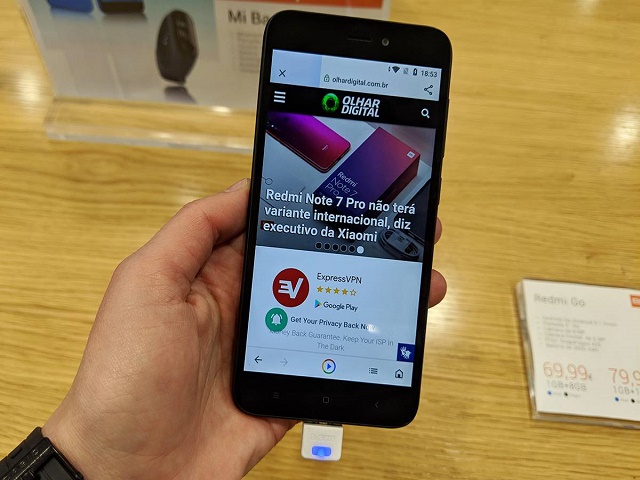 Mi Ba
18:53
olhardigital.com.br
OLHAR
DIGITAL
Redmi
Note 7
Pro
Redmi Note 7 Pro não terá
variante internacional, diz
executivo da Xiaomi
ExpressVPN
Google Play
Get Your Privacy Back Now
Money Back Guarantee. Keep Your ISP In
The Dark
Redmi Go
69,99€
79,9
1GB+8GB